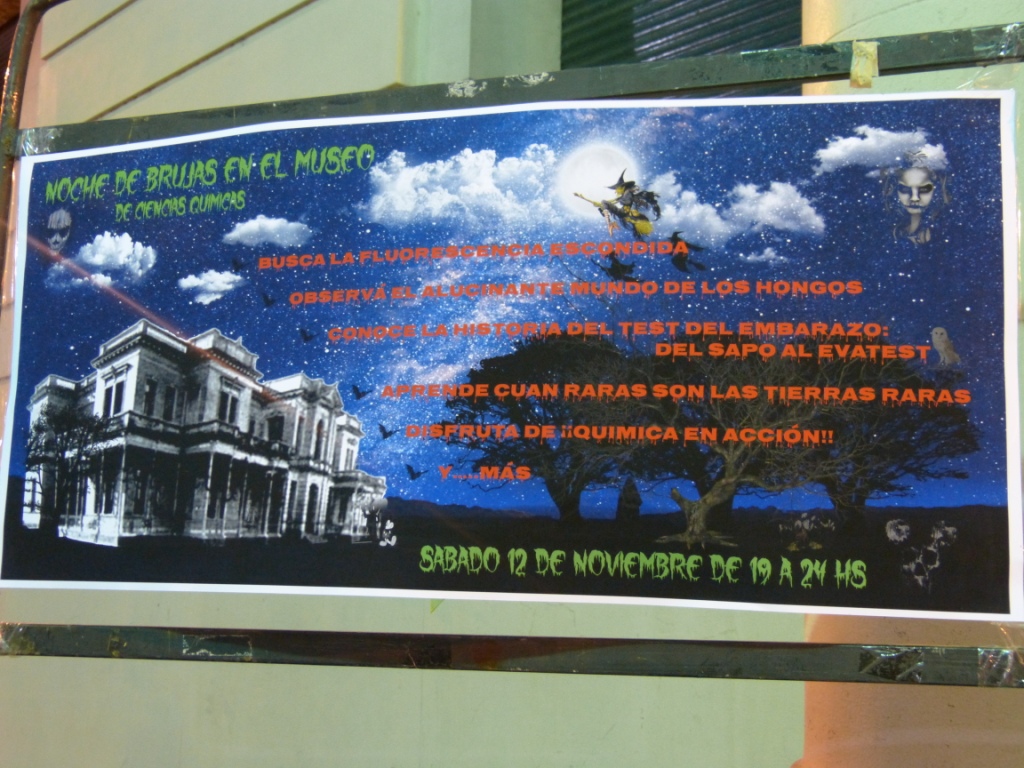 NOCHE DE BRUJAS EN EL MUSEO
DE CIENCIAS QUIMICAS
BUSCA LA FLUORESCENCIA ESCONDIDA
OBSERVA EL ALUCINANTE MUNDO DE LOS HONGOS
CONOCE LA HISTORIA DEL TEST DEL EMBARAZO:
DEL SAPO AL EVATEST
APRENDE CUAN RARAS SON LAS TIERRAS RARAS
DISFRUTA DE ¡¡QUIMICA EN ACCIÓN!!
Y.....MÁS
SABADO 12 DE NOVIEMBRE DE 19 A 24 HS